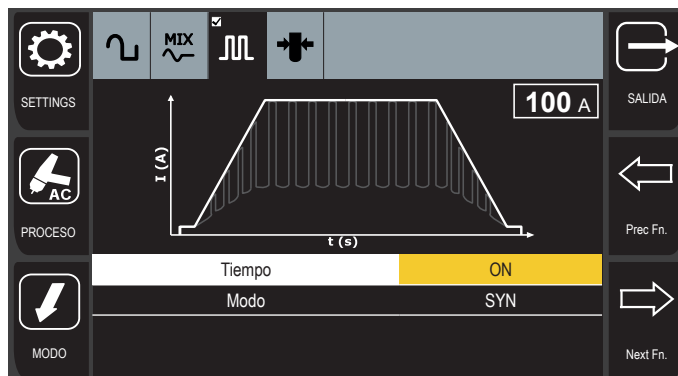 SETTINGS
MIX
SALIDA
100 A
I (A)
AC
PROCESO
Prec Fn.
t (s)
Tiempo ON
Modo SYN
MODO
Next Fn.